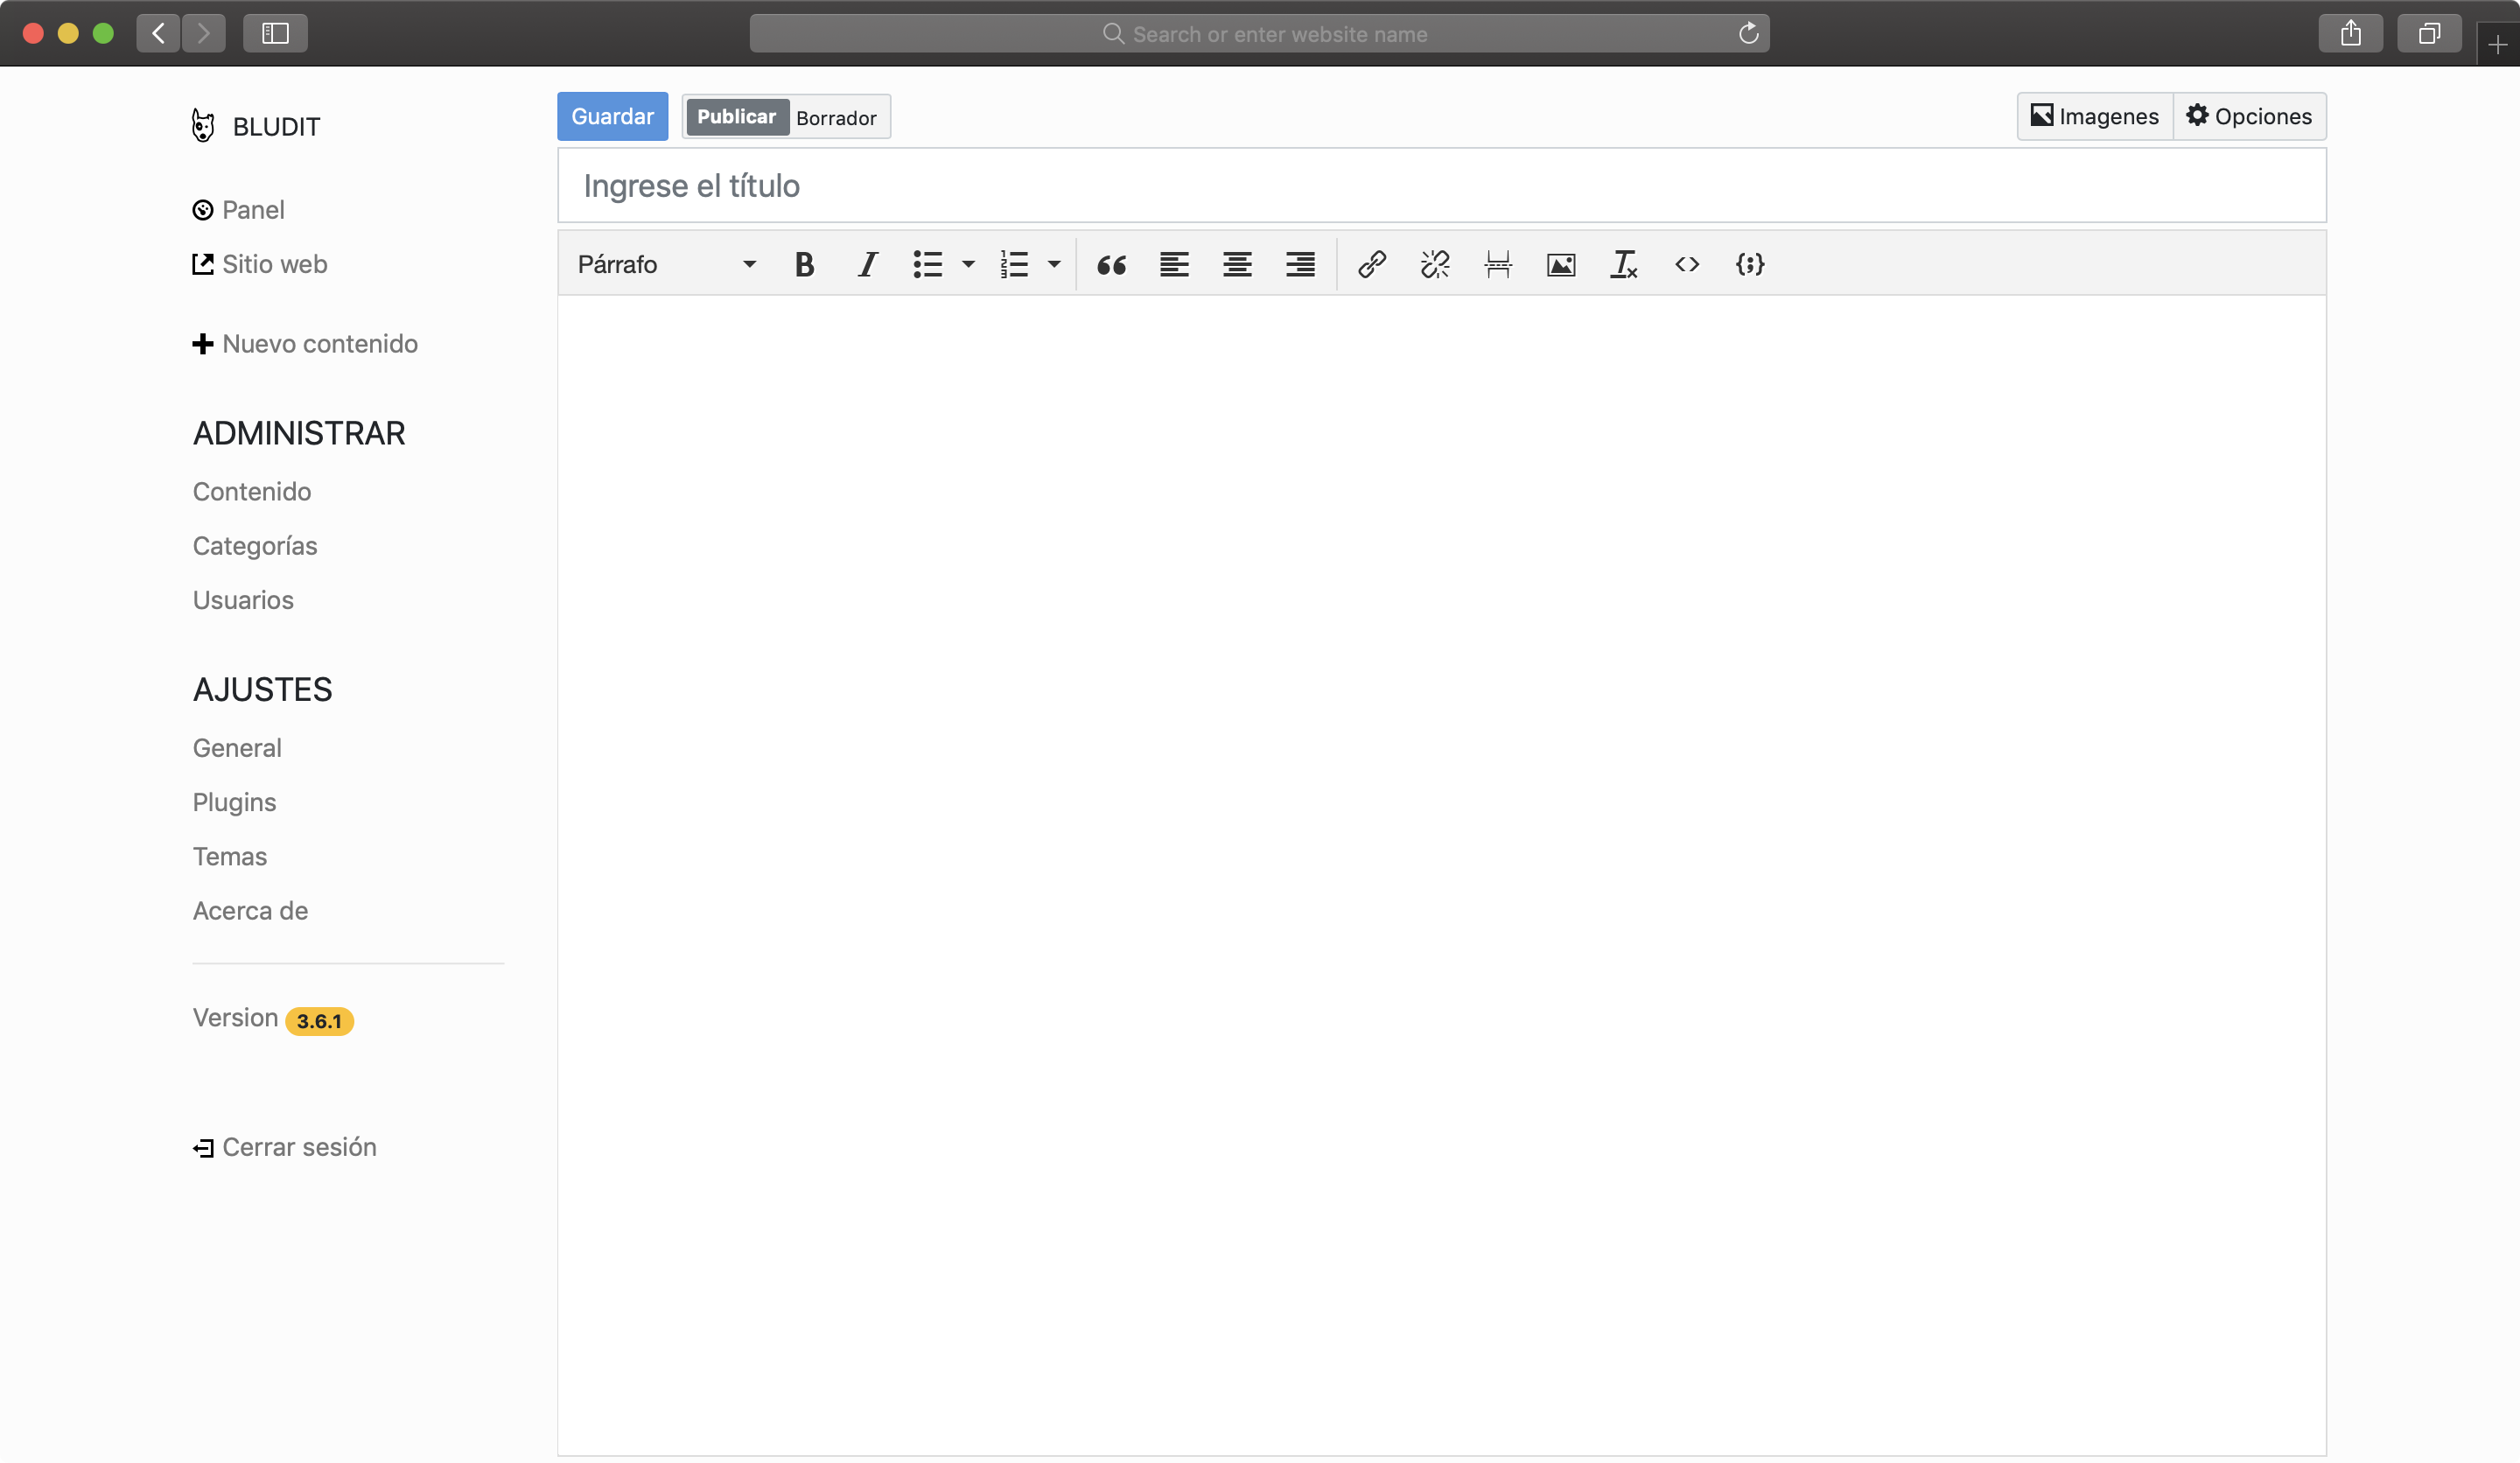 Search or enter website name
BLUDIT
Panel
Sitio web
Nuevo contenido
ADMINISTRAR
Contenido
Categorías
Usuarios
AJUSTES
General
Plugins
Temas
Acerca de
Version 3.6.1
Cerrar sesión
Guardar Publicar Borrador Imagenes Opciones
Ingrese el título
Párrafo